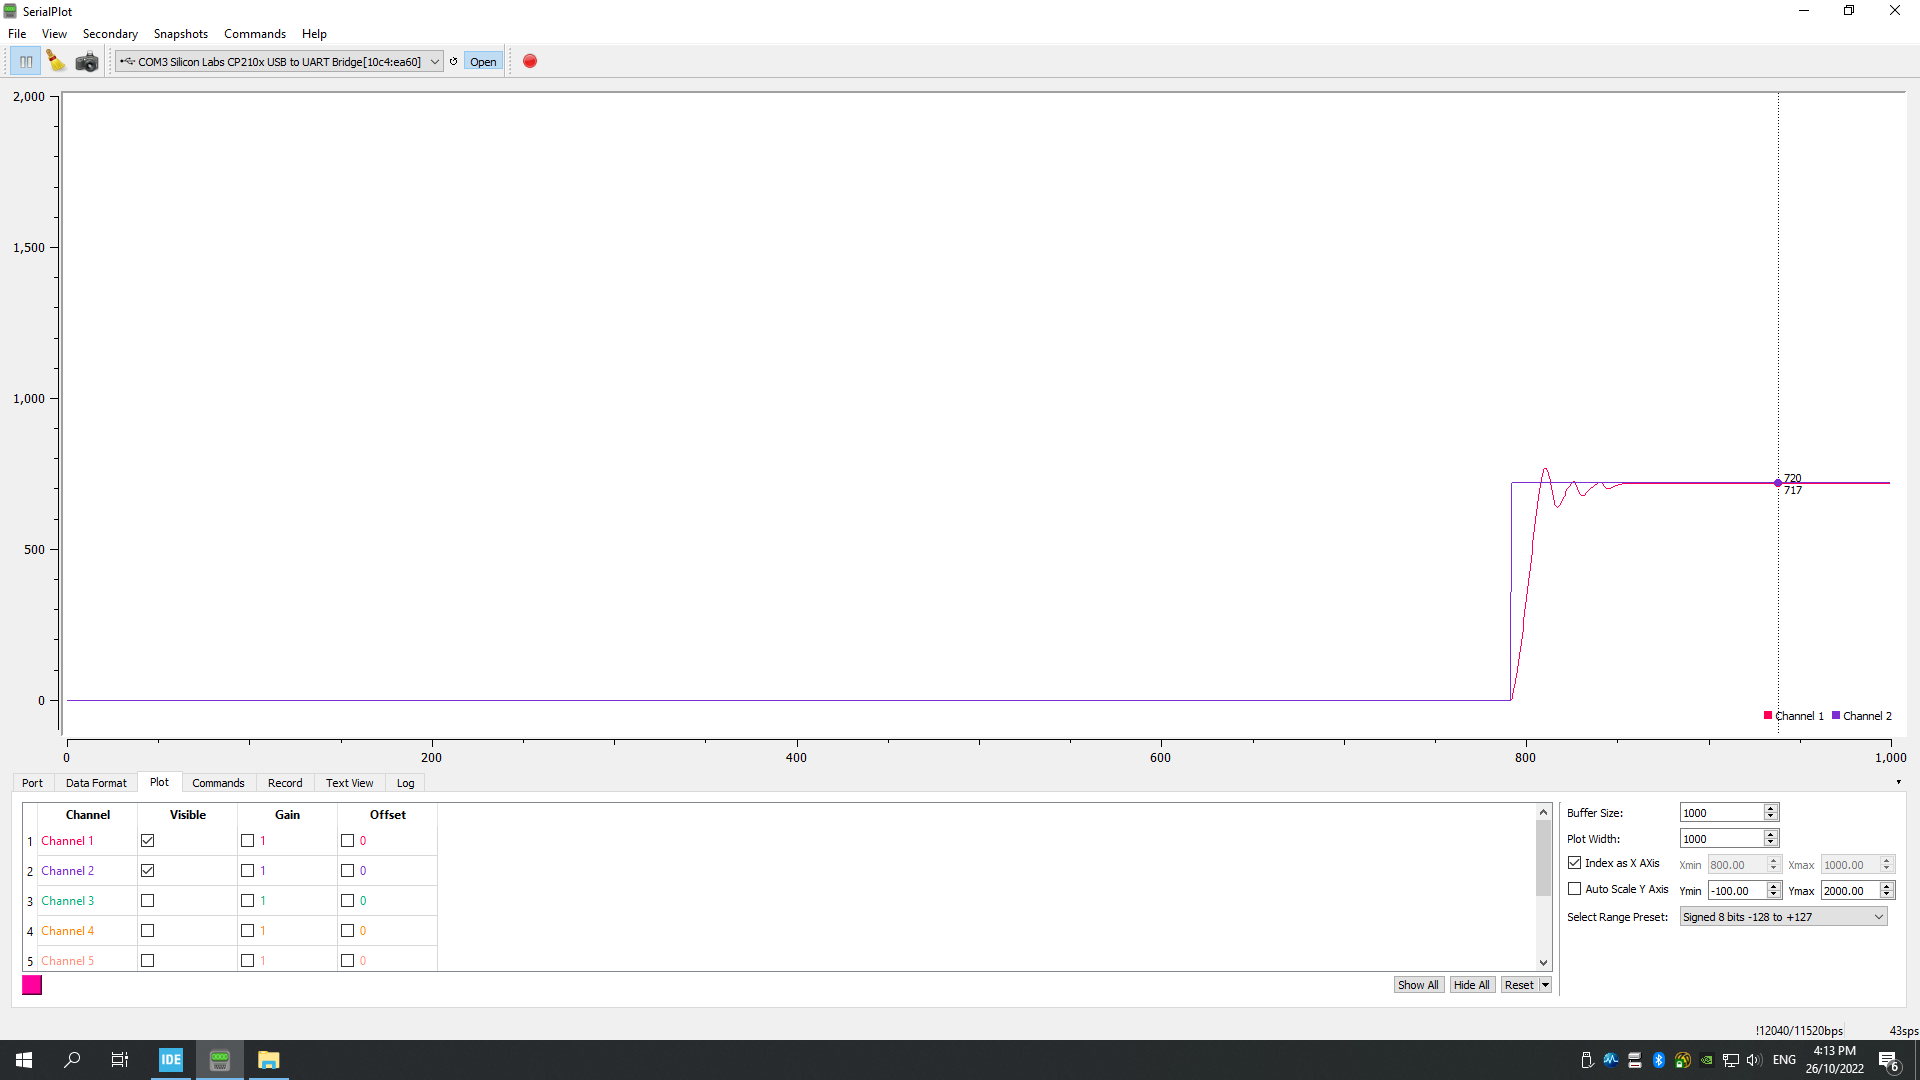 SerialPlot
File View Secondary Snapshots Commands Help
COM3 Silicon Labs CP210x USB to UART Bridge[10c4:ea60] Open
2,000
1,500
1,000
500
0
720
717
Channel 1 Channel 2
0 200 400 600 800 1,000
Port Data Format Plot Commands Record Text View Log
Channel Visible Gain Offset
1 Channel 1 1 0
2 Channel 2 1 0
3 Channel 3 1 0
4 Channel 4 1 0
5 Channel 5 1 0
Show All Hide All Reset
Buffer Size: 1000
Plot Width: 1000
Index as X AXis Xmin 800.00 Xmax 1000.00
Auto Scale Y Axis Ymin -100.00 Ymax 2000.00
Select Range Preset: Signed 8 bits -128 to +127
!12040/11520bps 43sps
IDE
ENG
4:13 PM
26/10/2022
6